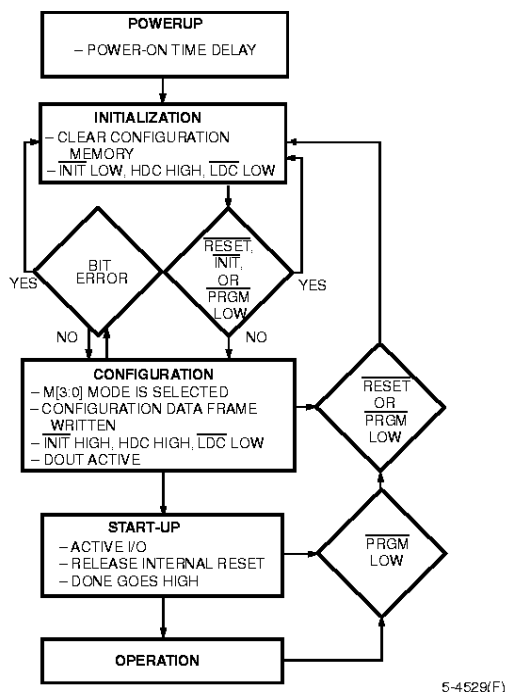 POWERUP
– POWER-ON TIME DELAY
INITIALIZATION
– CLEAR CONFIGURATION
MEMORY
– INIT LOW, HDC HIGH, LDC LOW
BIT
ERROR
YES
NO
RESET,
INIT,
OR
PRGM
LOW
YES
NO
CONFIGURATION
– M[3:0] MODE IS SELECTED
– CONFIGURATION DATA FRAME
WRITTEN
– INIT HIGH, HDC HIGH, LDC LOW
– DOUT ACTIVE
RESET
OR
PRGM
LOW
START-UP
– ACTIVE I/O
– RELEASE INTERNAL RESET
– DONE GOES HIGH
PRGM
LOW
OPERATION
5-4529(F)